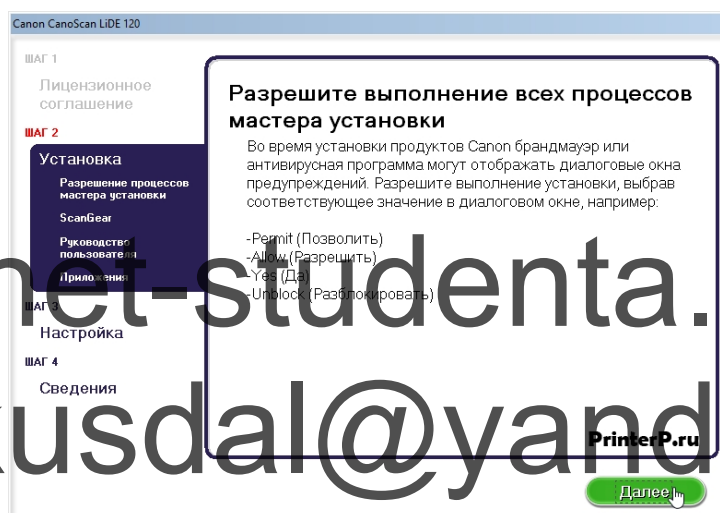 Canon CanoScan LiDE 120
ШАГ 1
Лицензионное
соглашение
ШАГ 2
Установка
Разрешение процессов
мастера установки
ScanGear
Руководство
пользователя
Приложения
ШАГ 3
Настройка
ШАГ 4
Сведения
Разрешите выполнение всех процессов
мастера установки
Во время установки продуктов Canon брандмауэр или
антивирусная программа могут отображать диалоговые окна
предупреждений. Разрешите выполнение установки, выбрав
соответствующее значение в диалоговом окне, например:
-Permit (Позволить)
-Allow (Разрешить)
-Yes (Да)
-Unblock (Разблокировать)
net-studenta.
kusdal@yand
PrinterP.ru
Далее